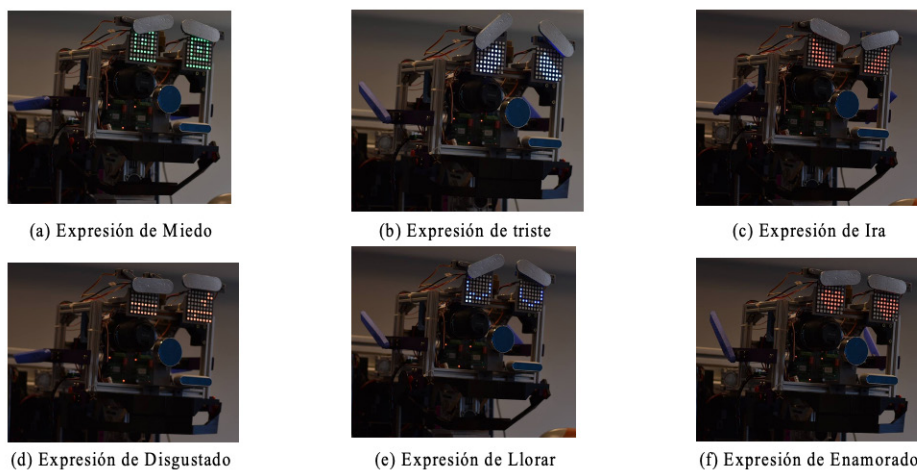 (a) Expresión de Miedo
(b) Expresión de triste
(c) Expresión de Ira
(d) Expresión de Disgustado
(e) Expresión de Llorar
(f) Expresión de Enamorado